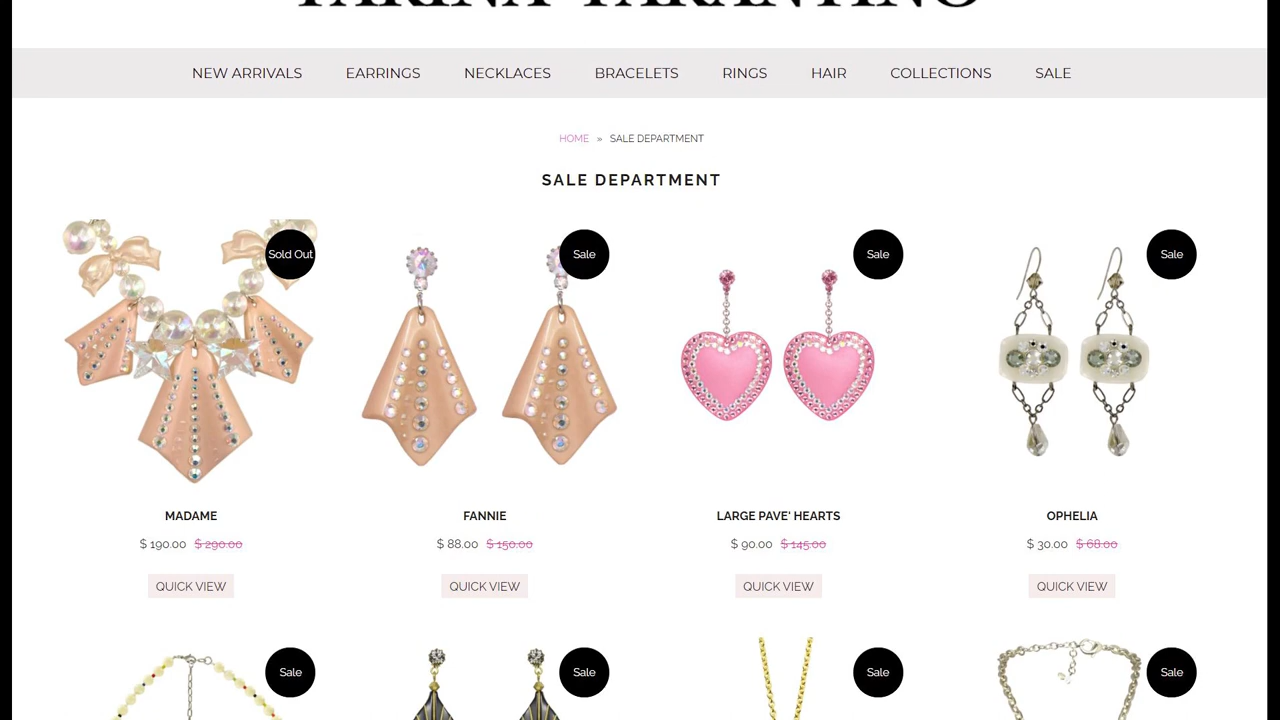 TARINA TARANTINO
NEW ARRIVALS EARRINGS NECKLACES BRACELETS RINGS HAIR COLLECTIONS SALE
HOME » SALE DEPARTMENT
SALE DEPARTMENT
Sold Out Sale Sale Sale
MADAME FANNIE LARGE PAVE' HEARTS OPHELIA
$ 190.00 $ 290.00 $ 88.00 $ 150.00 $ 90.00 $ 145.00 $ 30.00 $ 68.00
QUICK VIEW QUICK VIEW QUICK VIEW QUICK VIEW
Sale Sale Sale Sale